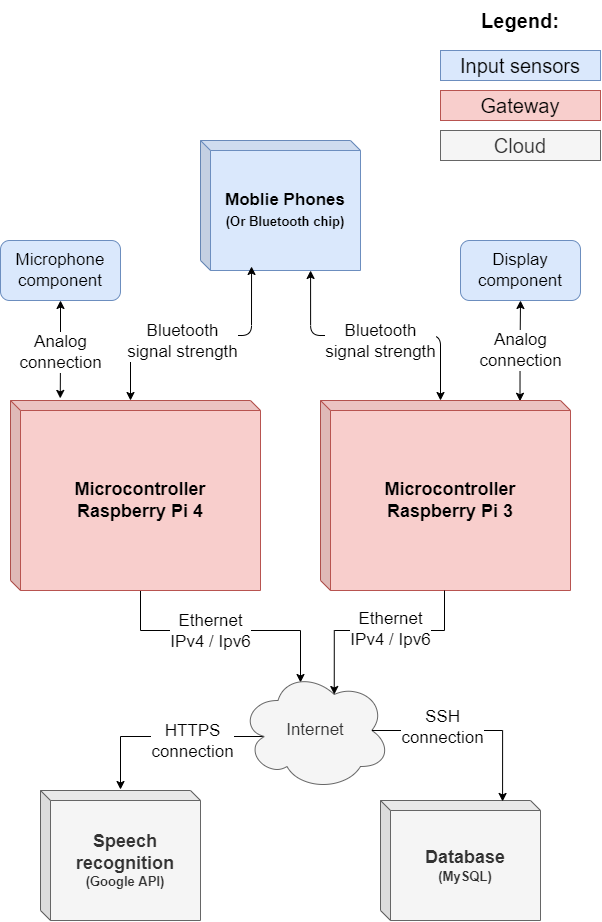 Legend:
Input sensors
Gateway
Cloud
Moblie Phones
(Or Bluetooth chip)
Microphone
component
Display
component
Analog
connection
Bluetooth
signal strength
Bluetooth
signal strength
Analog
connection
Microcontroller
Raspberry Pi 4
Microcontroller
Raspberry Pi 3
Ethernet
IPv4 / Ipv6
Ethernet
IPv4 / Ipv6
Internet
HTTPS
connection
SSH
connection
Speech
recognition
(Google API)
Database
(MySQL)